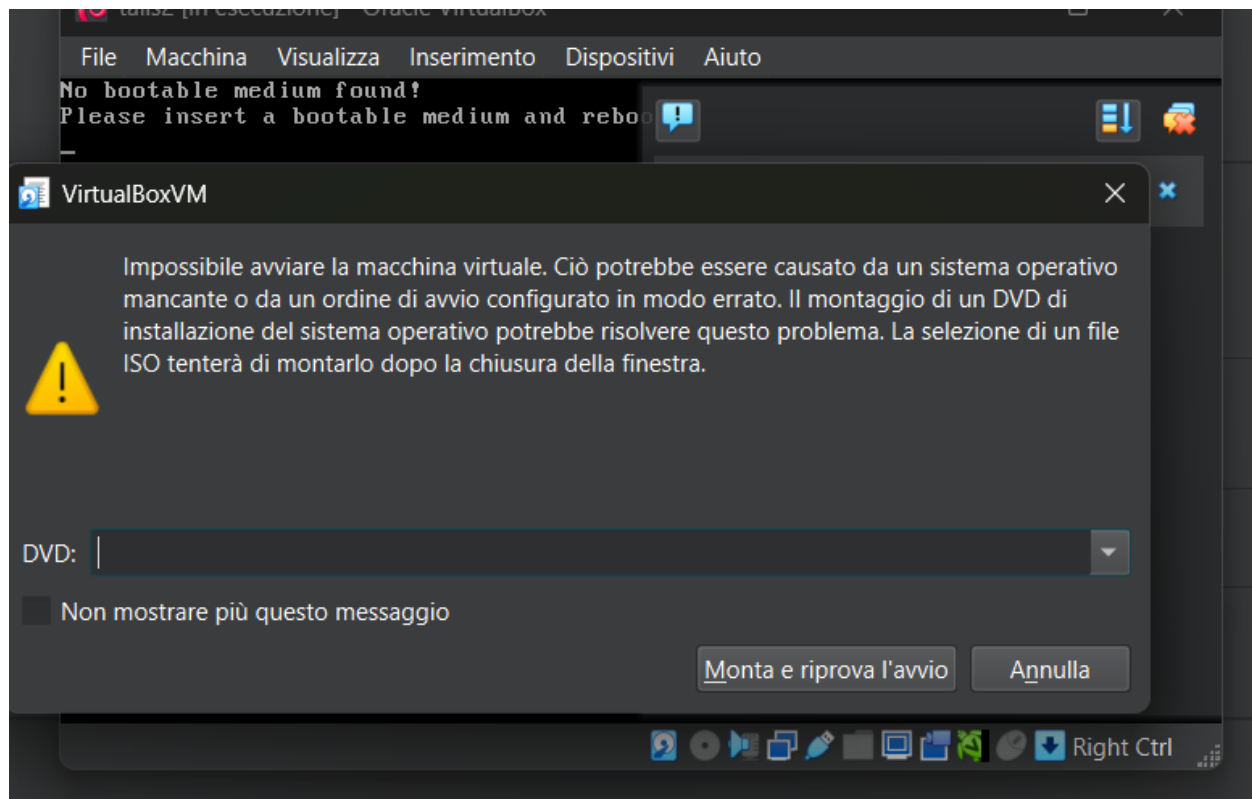 [in esecuzione] - Oracle VirtualBox
File Macchina Visualizza Inserimento Dispositivi Aiuto
No bootable medium found!
Please insert a bootable medium and reboo
VirtualBoxVM
Impossibile avviare la macchina virtuale. Ciò potrebbe essere causato da un sistema operativo
mancante o da un ordine di avvio configurato in modo errato. Il montaggio di un DVD di
installazione del sistema operativo potrebbe risolvere questo problema. La selezione di un file
ISO tenterà di montarlo dopo la chiusura della finestra.
DVD:
Non mostrare più questo messaggio
Monta e riprova l'avvio Annulla
Right Ctrl